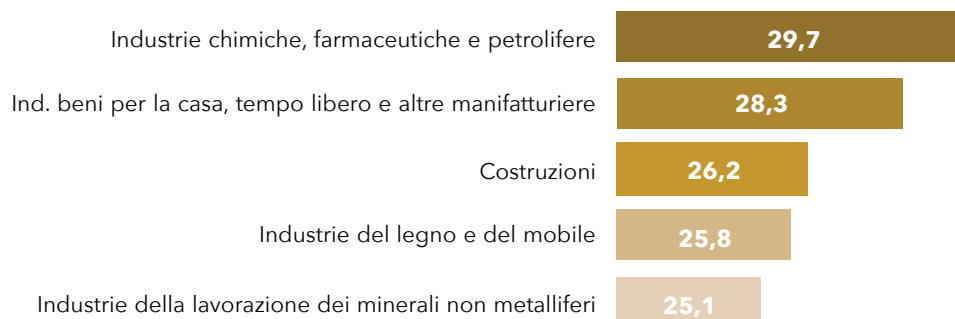 Industrie chimiche, farmaceutiche e petrolifere 29,7
Ind. beni per la casa, tempo libero e altre manifatturiere 28,3
Costruzioni 26,2
Industrie del legno e del mobile 25,8
Industrie della lavorazione dei minerali non metalliferi 25,1